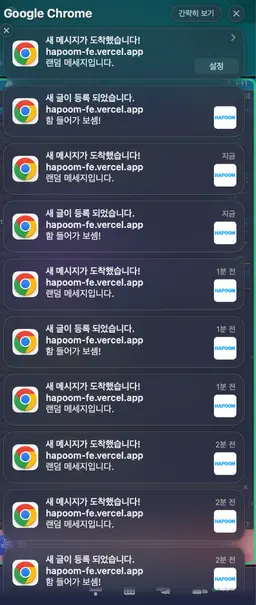 Google Chrome
간략히 보기
새 메시지가 도착했습니다!
hapoom-fe.vercel.app
랜덤 메세지입니다.
설정
새 글이 등록 되었습니다.
hapoom-fe.vercel.app
함 들어가 보셈!
HAPOOM
새 메시지가 도착했습니다!
지금
hapoom-fe.vercel.app
랜덤 메세지입니다.
HAPOOM
새 글이 등록 되었습니다.
지금
hapoom-fe.vercel.app
함 들어가 보셈!
HAPOOM
새 메시지가 도착했습니다!
1분 전
hapoom-fe.vercel.app
랜덤 메세지입니다.
HAPOOM
새 글이 등록 되었습니다.
1분 전
hapoom-fe.vercel.app
함 들어가 보셈!
HAPOOM
새 메시지가 도착했습니다!
1분 전
hapoom-fe.vercel.app
랜덤 메세지입니다.
HAPOOM
새 메시지가 도착했습니다!
2분 전
hapoom-fe.vercel.app
랜덤 메세지입니다.
HAPOOM
새 메시지가 도착했습니다!
2분 전
hapoom-fe.vercel.app
랜덤 메세지입니다.
HAPOOM
새 글이 등록 되었습니다.
2분 전
hapoom-fe.vercel.app
함 들어가 보셈!
HAPOOM